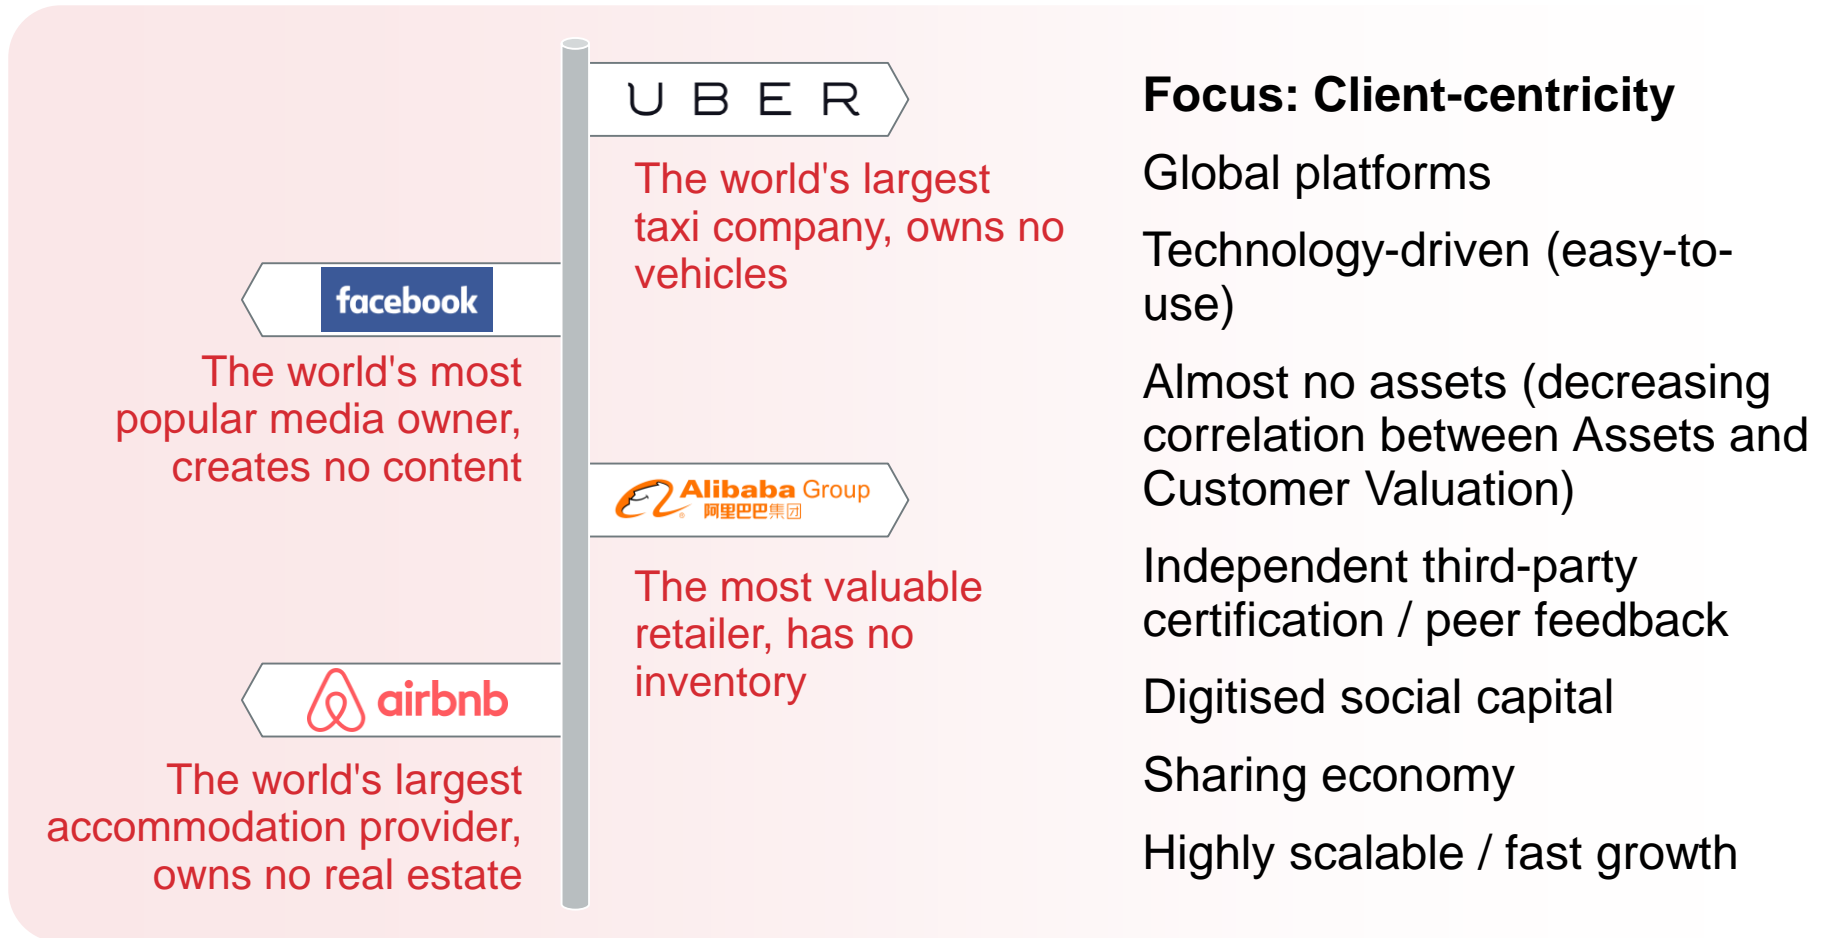 UBER
The world's largest
taxi company, owns no
vehicles
facebook
The world's most
popular media owner,
creates no content
Alibaba Group
阿里巴巴集团
The most valuable
retailer, has no
inventory
airbnb
The world's largest
accommodation provider,
owns no real estate
Focus: Client-centricity
Global platforms
Technology-driven (easy-to-
use)
Almost no assets (decreasing
correlation between Assets and
Customer Valuation)
Independent third-party
certification / peer feedback
Digitised social capital
Sharing economy
Highly scalable / fast growth